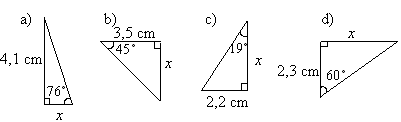 a) b) c) d)
3,5 cm x
4,1 cm 45° 19° x
x 2,3 cm
76° 60°
x 2,2 cm